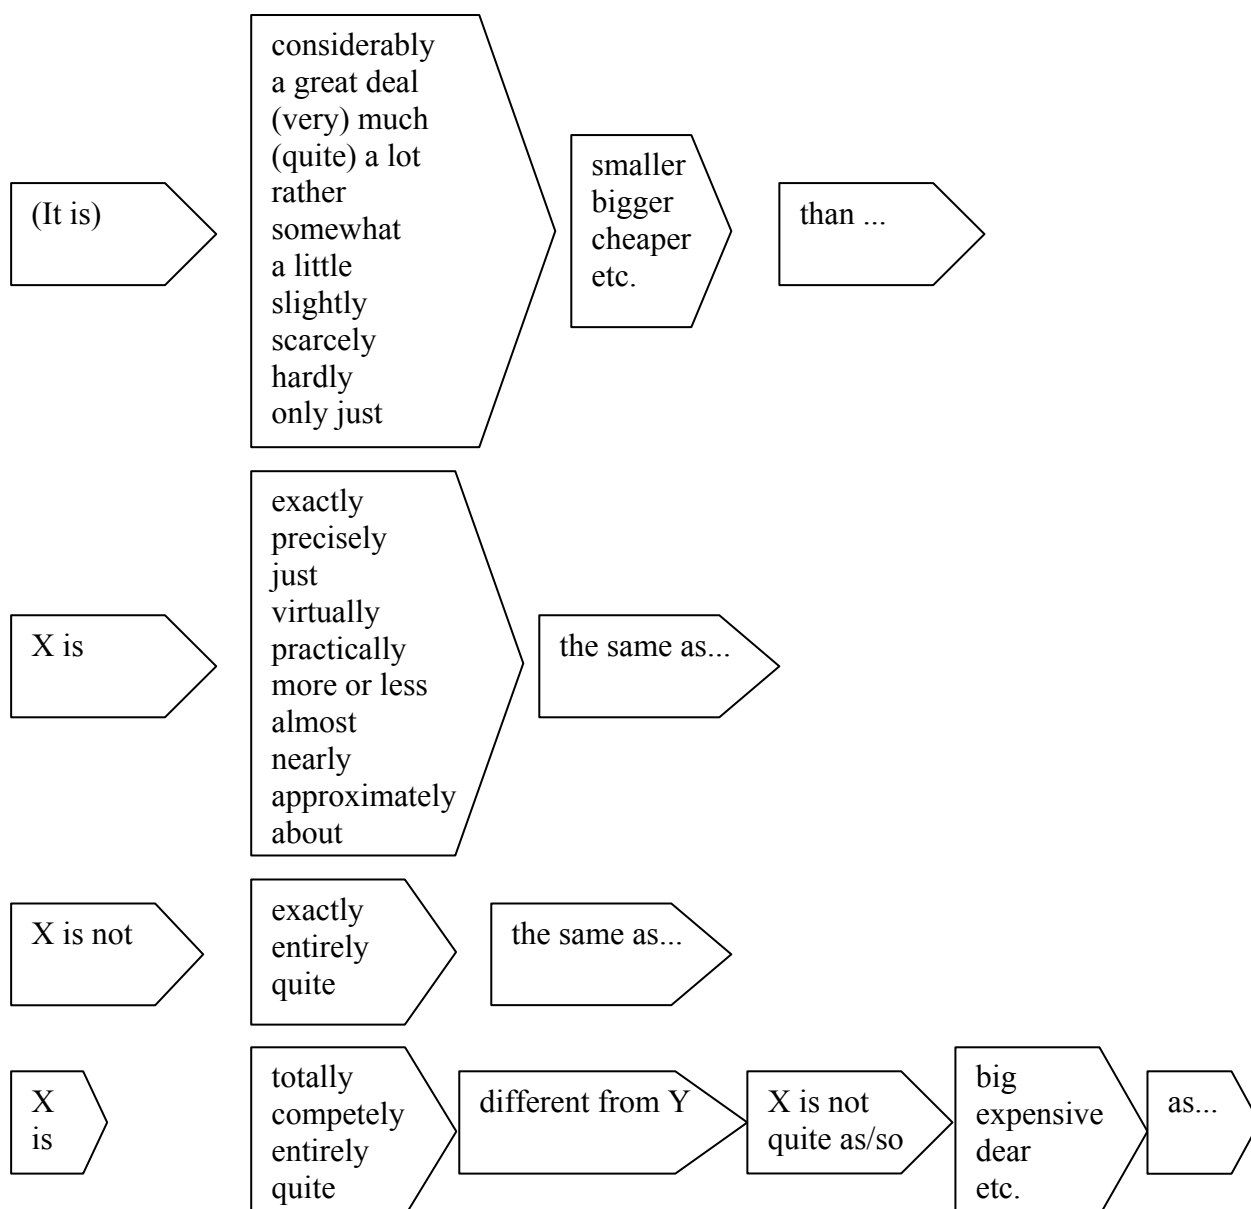 (It is)
considerably
a great deal
(very) much
(quite) a lot
rather
somewhat
a little
slightly
scarcely
hardly
only just
smaller
bigger
cheaper
etc.
than ...
X is
exactly
precisely
just
virtually
practically
more or less
almost
nearly
approximately
about
the same as...
X is not
exactly
entirely
quite
the same as...
X
is
totally
competely
entirely
quite
different from Y
X is not
quite as/so
big
expensive
dear
etc.
as...